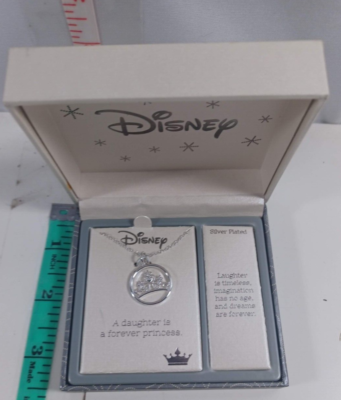 Disney
Disney
Silver Plated
A daughter is
a forever princess.
Laughter
is timeless,
imagination
has no age,
and dreams
are forever.
1
2
3
Made